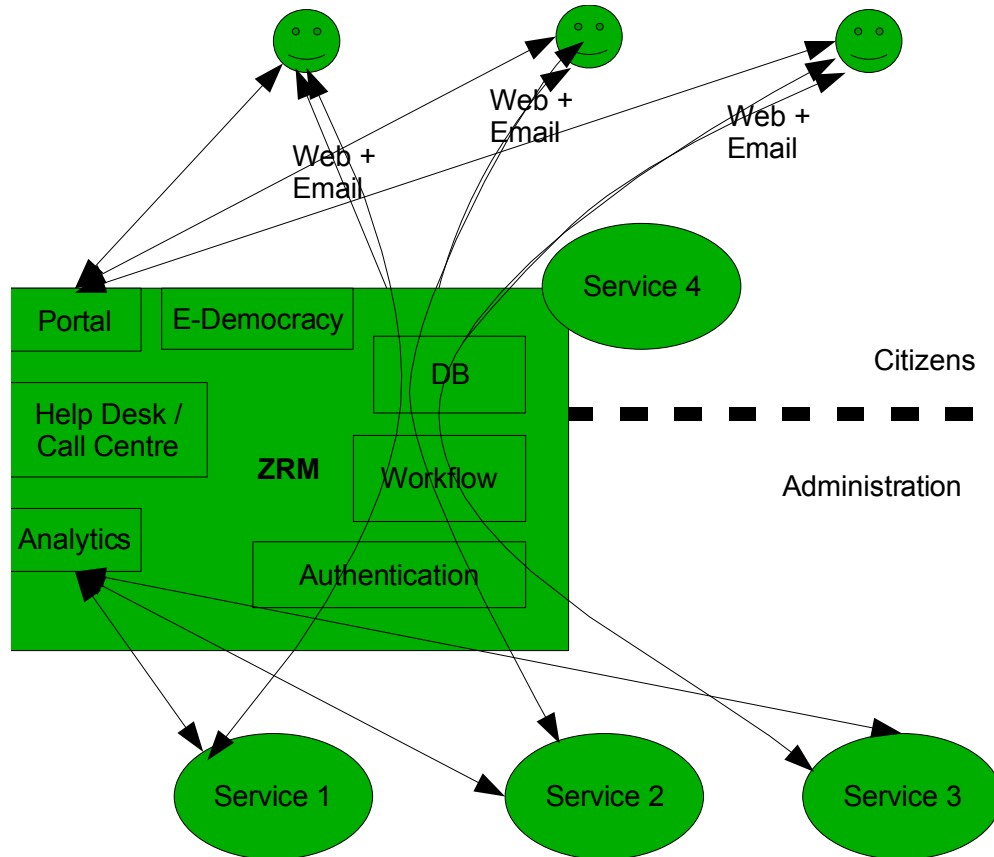 Web +
Email
Web +
Email
Web +
Email
Service 4
Portal
E-Democracy
DB
Citizens
Help Desk /
Call Centre
ZRM
Workflow
Administration
Analytics
Authentication
Service 1
Service 2
Service 3